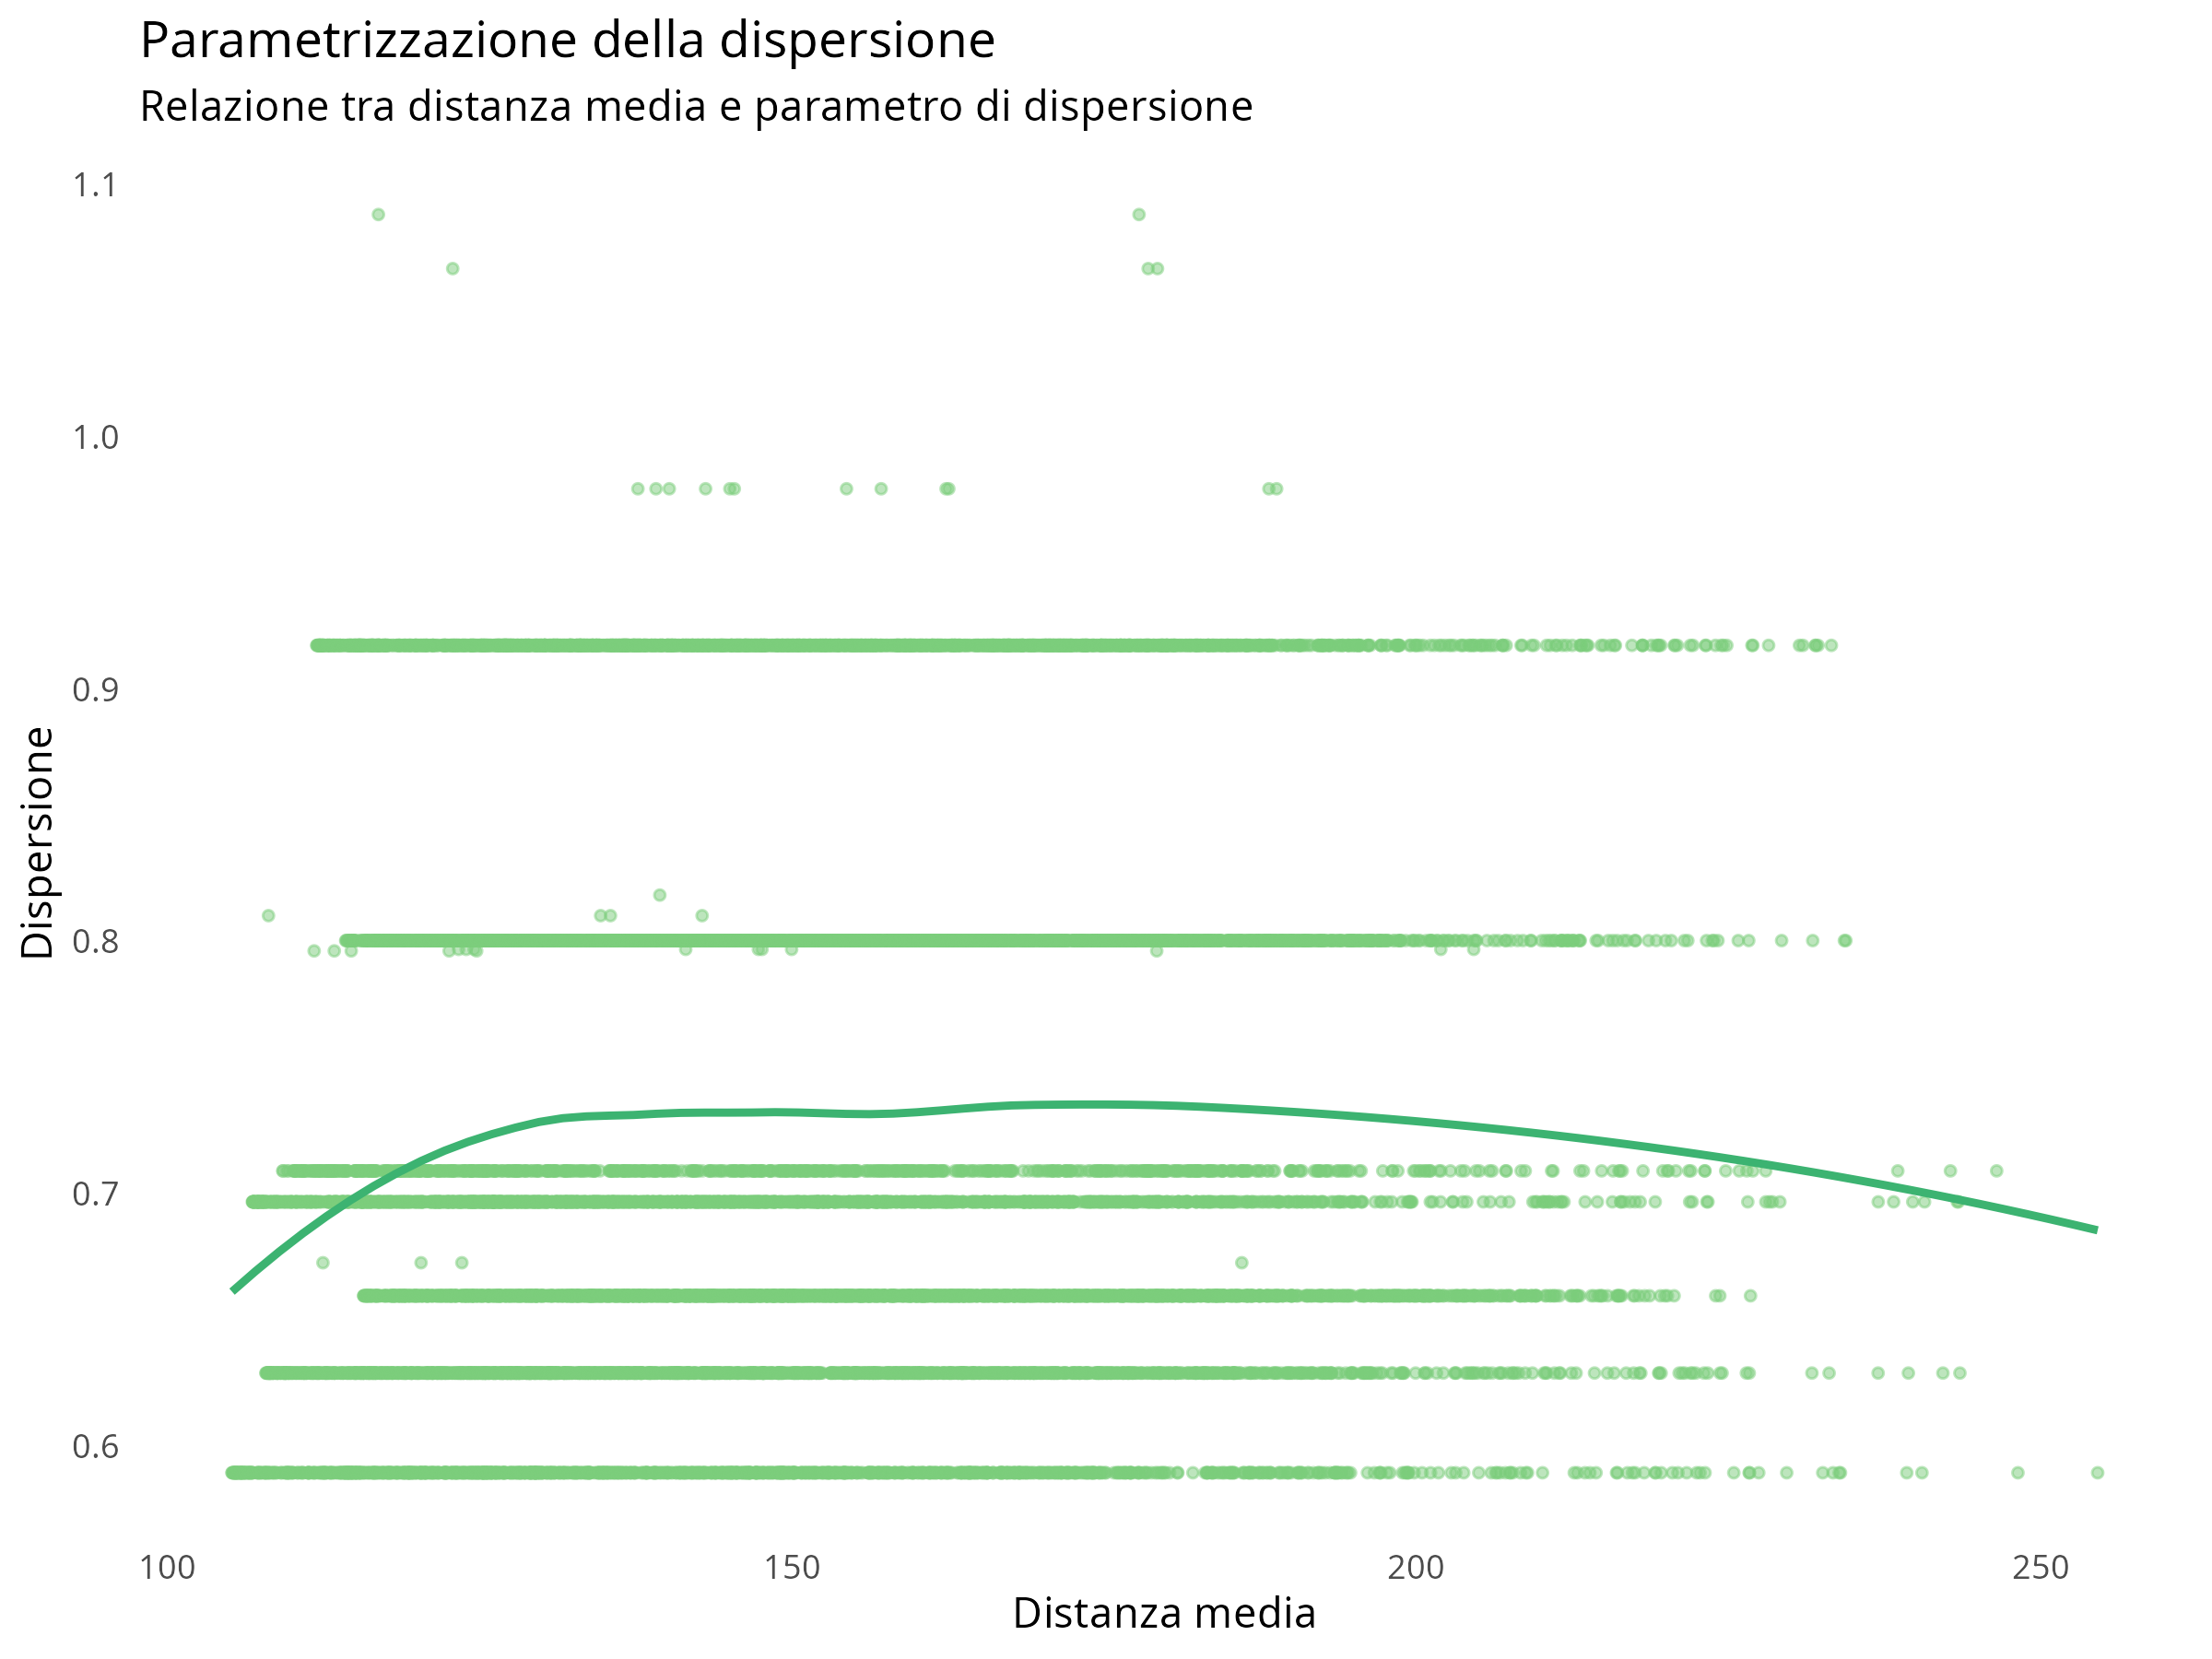 Parametrizzazione della dispersione
Relazione tra distanza media e parametro di dispersione
1.1
1.0
0.9
0.8
0.7
0.6
Dispersione
100 150 200 250
Distanza media